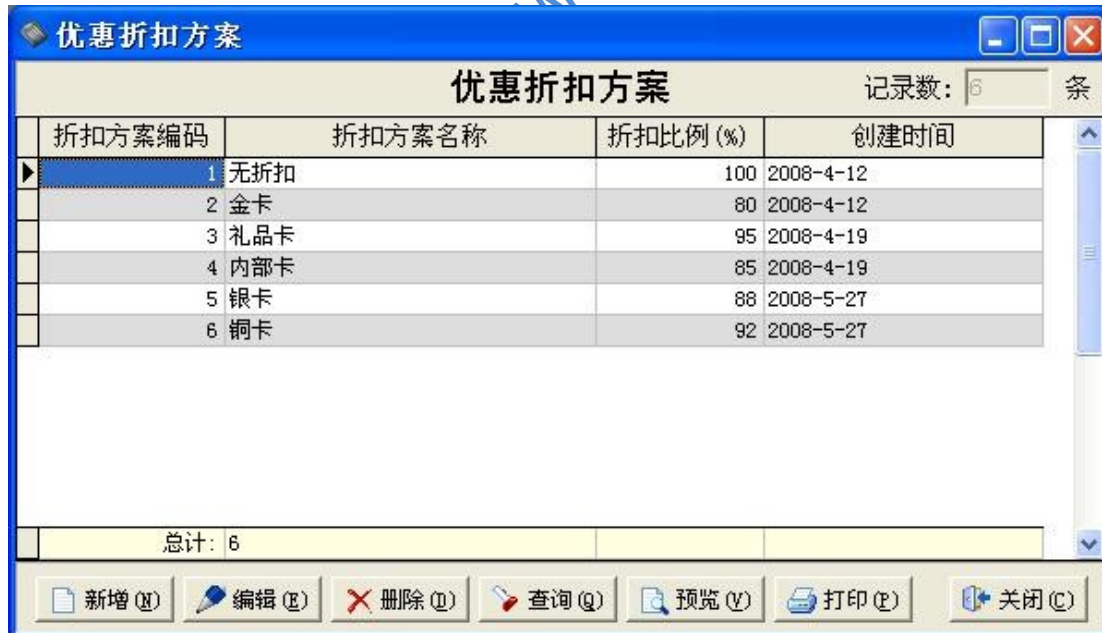 优惠折扣方案
优惠折扣方案 记录数: 6 条
折扣方案编码 折扣方案名称 折扣比例(%) 创建时间
1 无折扣 100 2008-4-12
2 金卡 80 2008-4-12
3 礼品卡 95 2008-4-19
4 内部卡 85 2008-4-19
5 银卡 88 2008-5-27
6 铜卡 92 2008-5-27
总计: 6
新增(N) 编辑(E) 删除(D) 查询(Q) 预览(V) 打印(P) 关闭(C)